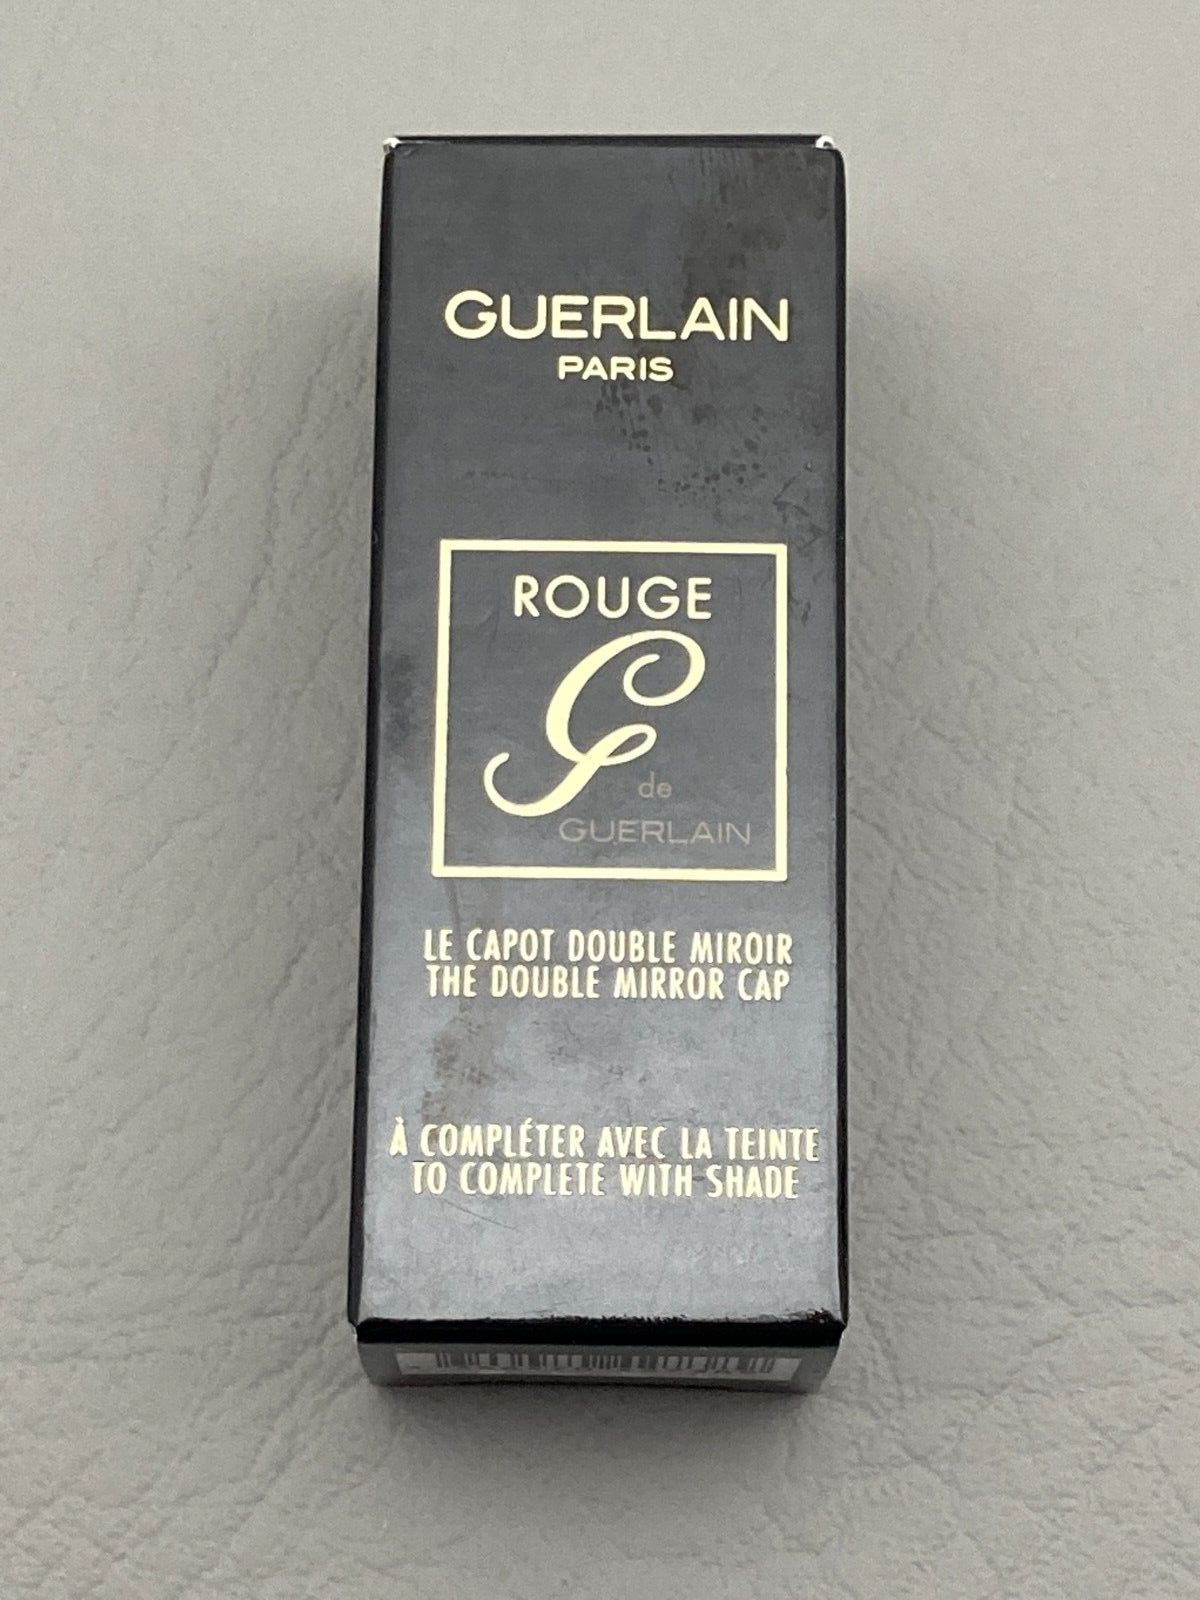 GUERLAIN
PARIS
ROUGE
G
de
GUERLAIN
LE CAPOT DOUBLE MIROIR
THE DOUBLE MIRROR CAP
À COMPLÉTER AVEC LA TEINTE
TO COMPLETE WITH SHADE